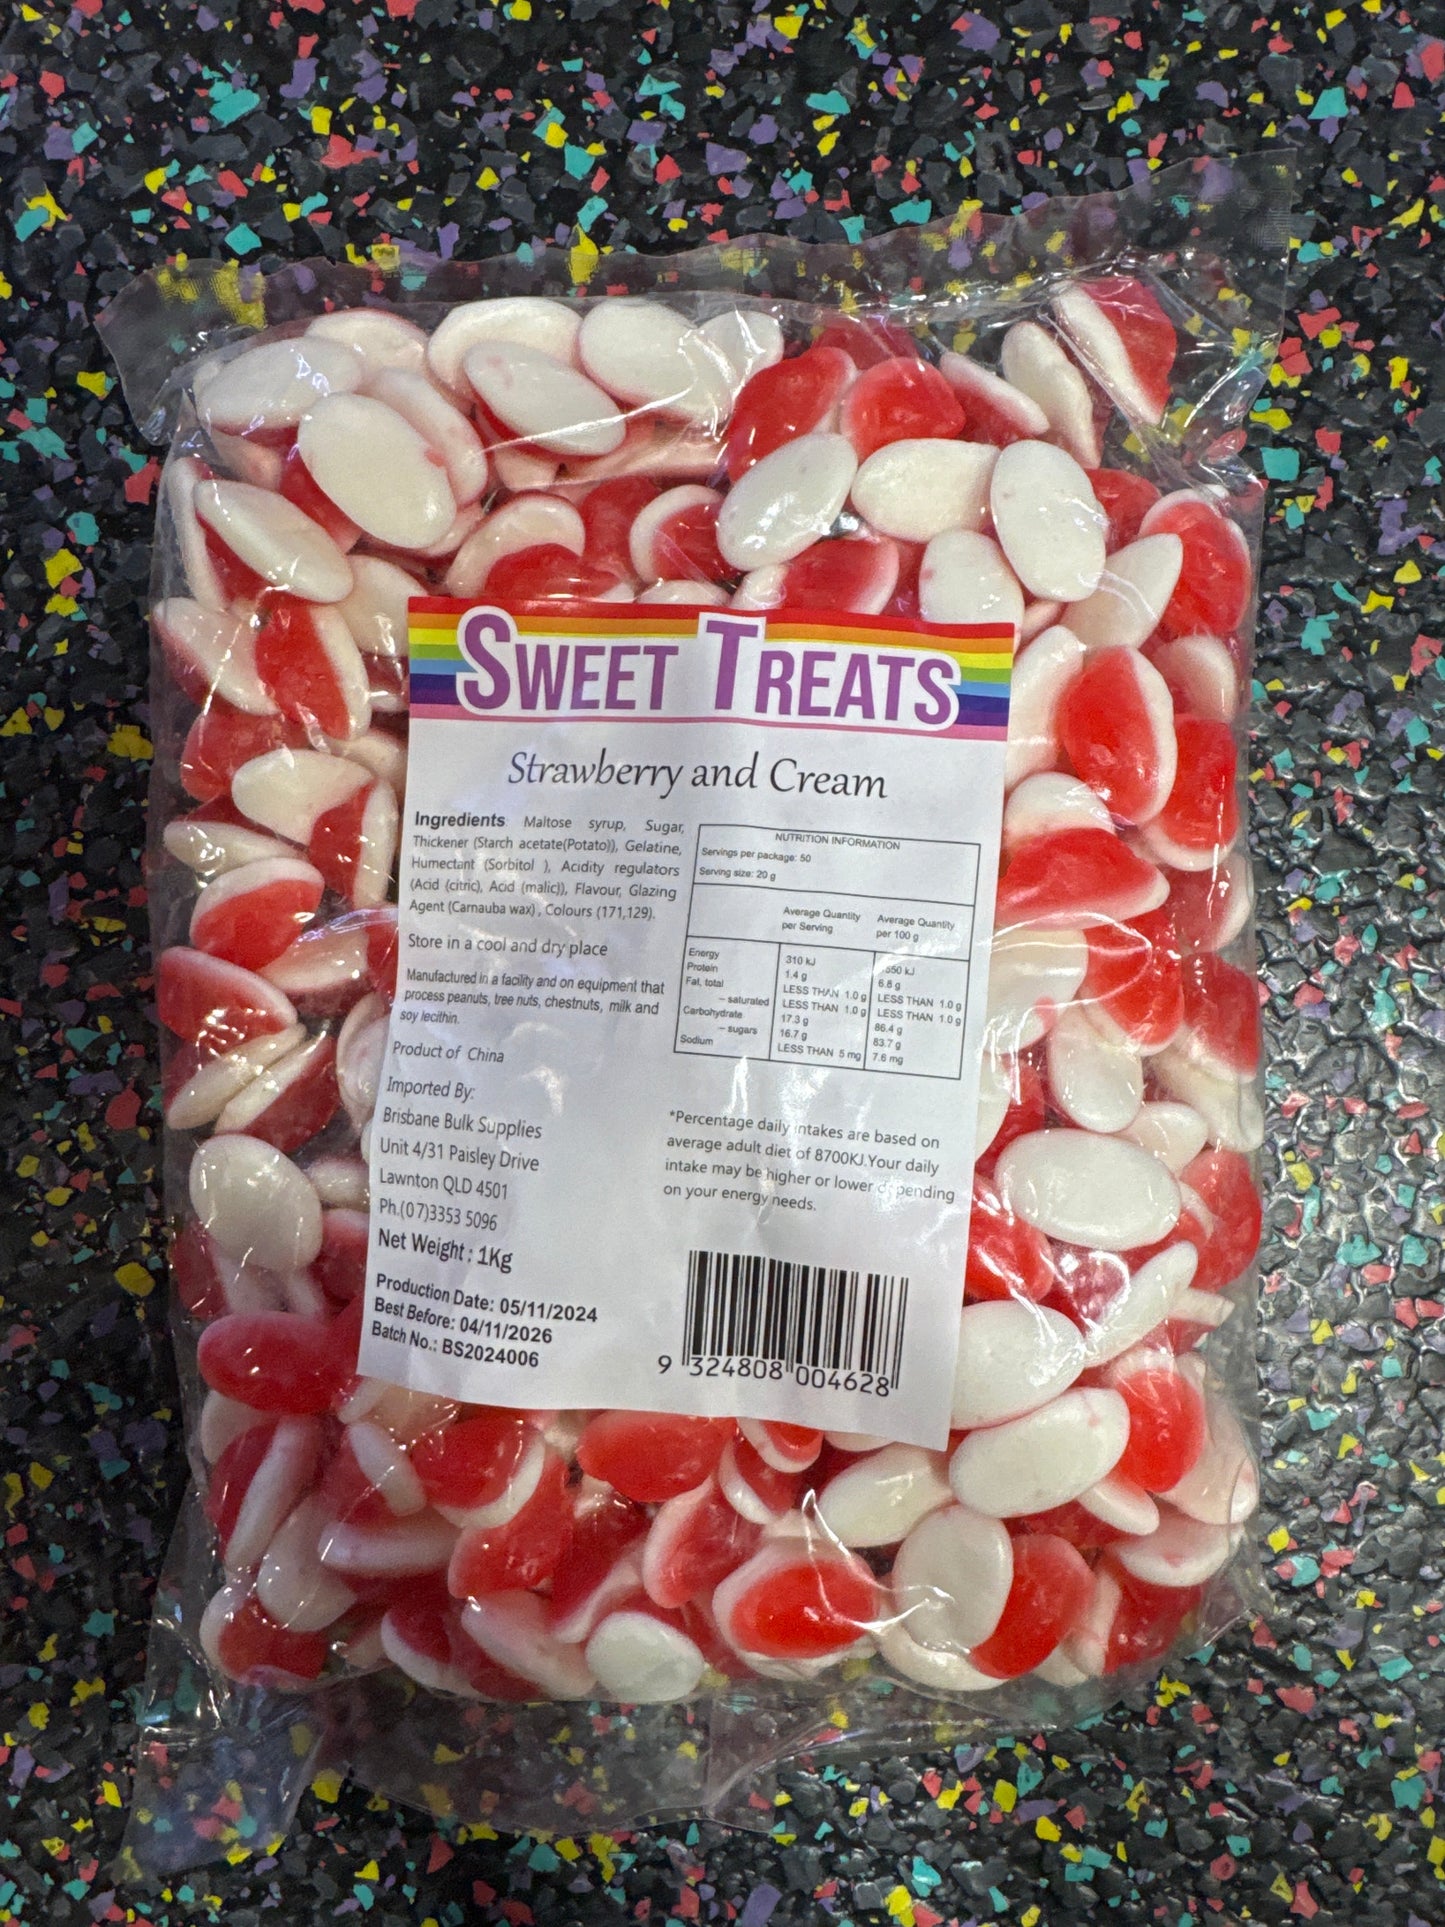 SWEET TREATS
Strawberry and Cream
Ingredients: Maltose syrup, Sugar,
Thickener (Starch acetate(Potato)), Gelatine,
Humectant (Sorbitol ), Acidity regulators
(Acid (citric), Acid (malic)), Flavour, Glazing
Agent (Carnauba wax) , Colours (171,129).
Store in a cool and dry place
Manufactured in a facility and on equipment that
process peanuts, tree nuts, chestnuts, milk and
soy lecithin.
Product of China
Imported By:
Brisbane Bulk Supplies
Unit 4/31 Paisley Drive
Lawnton QLD 4501
Ph.(07)3353 5096
Net Weight : 1Kg
Production Date: 05/11/2024
Best Before: 04/11/2026
Batch No.: BS2024006
NUTRITION INFORMATION
Servings per package: 50
Serving size: 20 g
Average Quantity per Serving Average Quantity per 100 g
Energy 310 kJ 550 kJ
Protein 1.4 g 6.8 g
Fat, total LESS THAN 1.0 g LESS THAN 1.0 g
– saturated LESS THAN 1.0 g LESS THAN 1.0 g
Carbohydrate 17.3 g 86.4 g
– sugars 16.7 g 83.7 g
Sodium LESS THAN 5 mg 7.6 mg
*Percentage daily intakes are based on
average adult diet of 8700KJ.Your daily
intake may be higher or lower depending
on your energy needs.
9 324808 004628